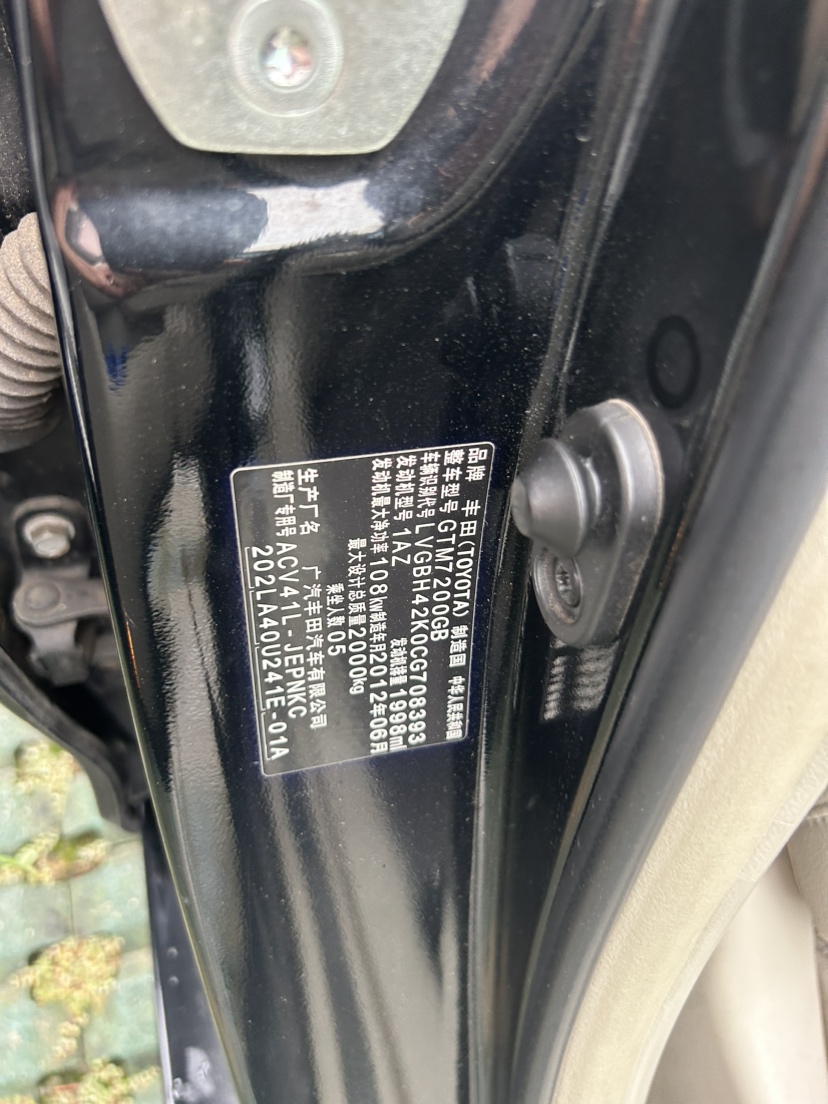 品牌 丰田(TOYOTA) 制造国 中华人民共和国
整车型号 GTM7200GB
车辆识别代号 LVGBH42K0CG708393
发动机型号 1AZ 发动机排量 1998ml
发动机最大净功率 108kw 制造年月 2012年06月
最大设计总质量 2000kg
乘坐人数 05
生产厂名 广汽丰田汽车有限公司
制造厂专用号 ACV41L-JEPNKC
202LA40U241E-01A